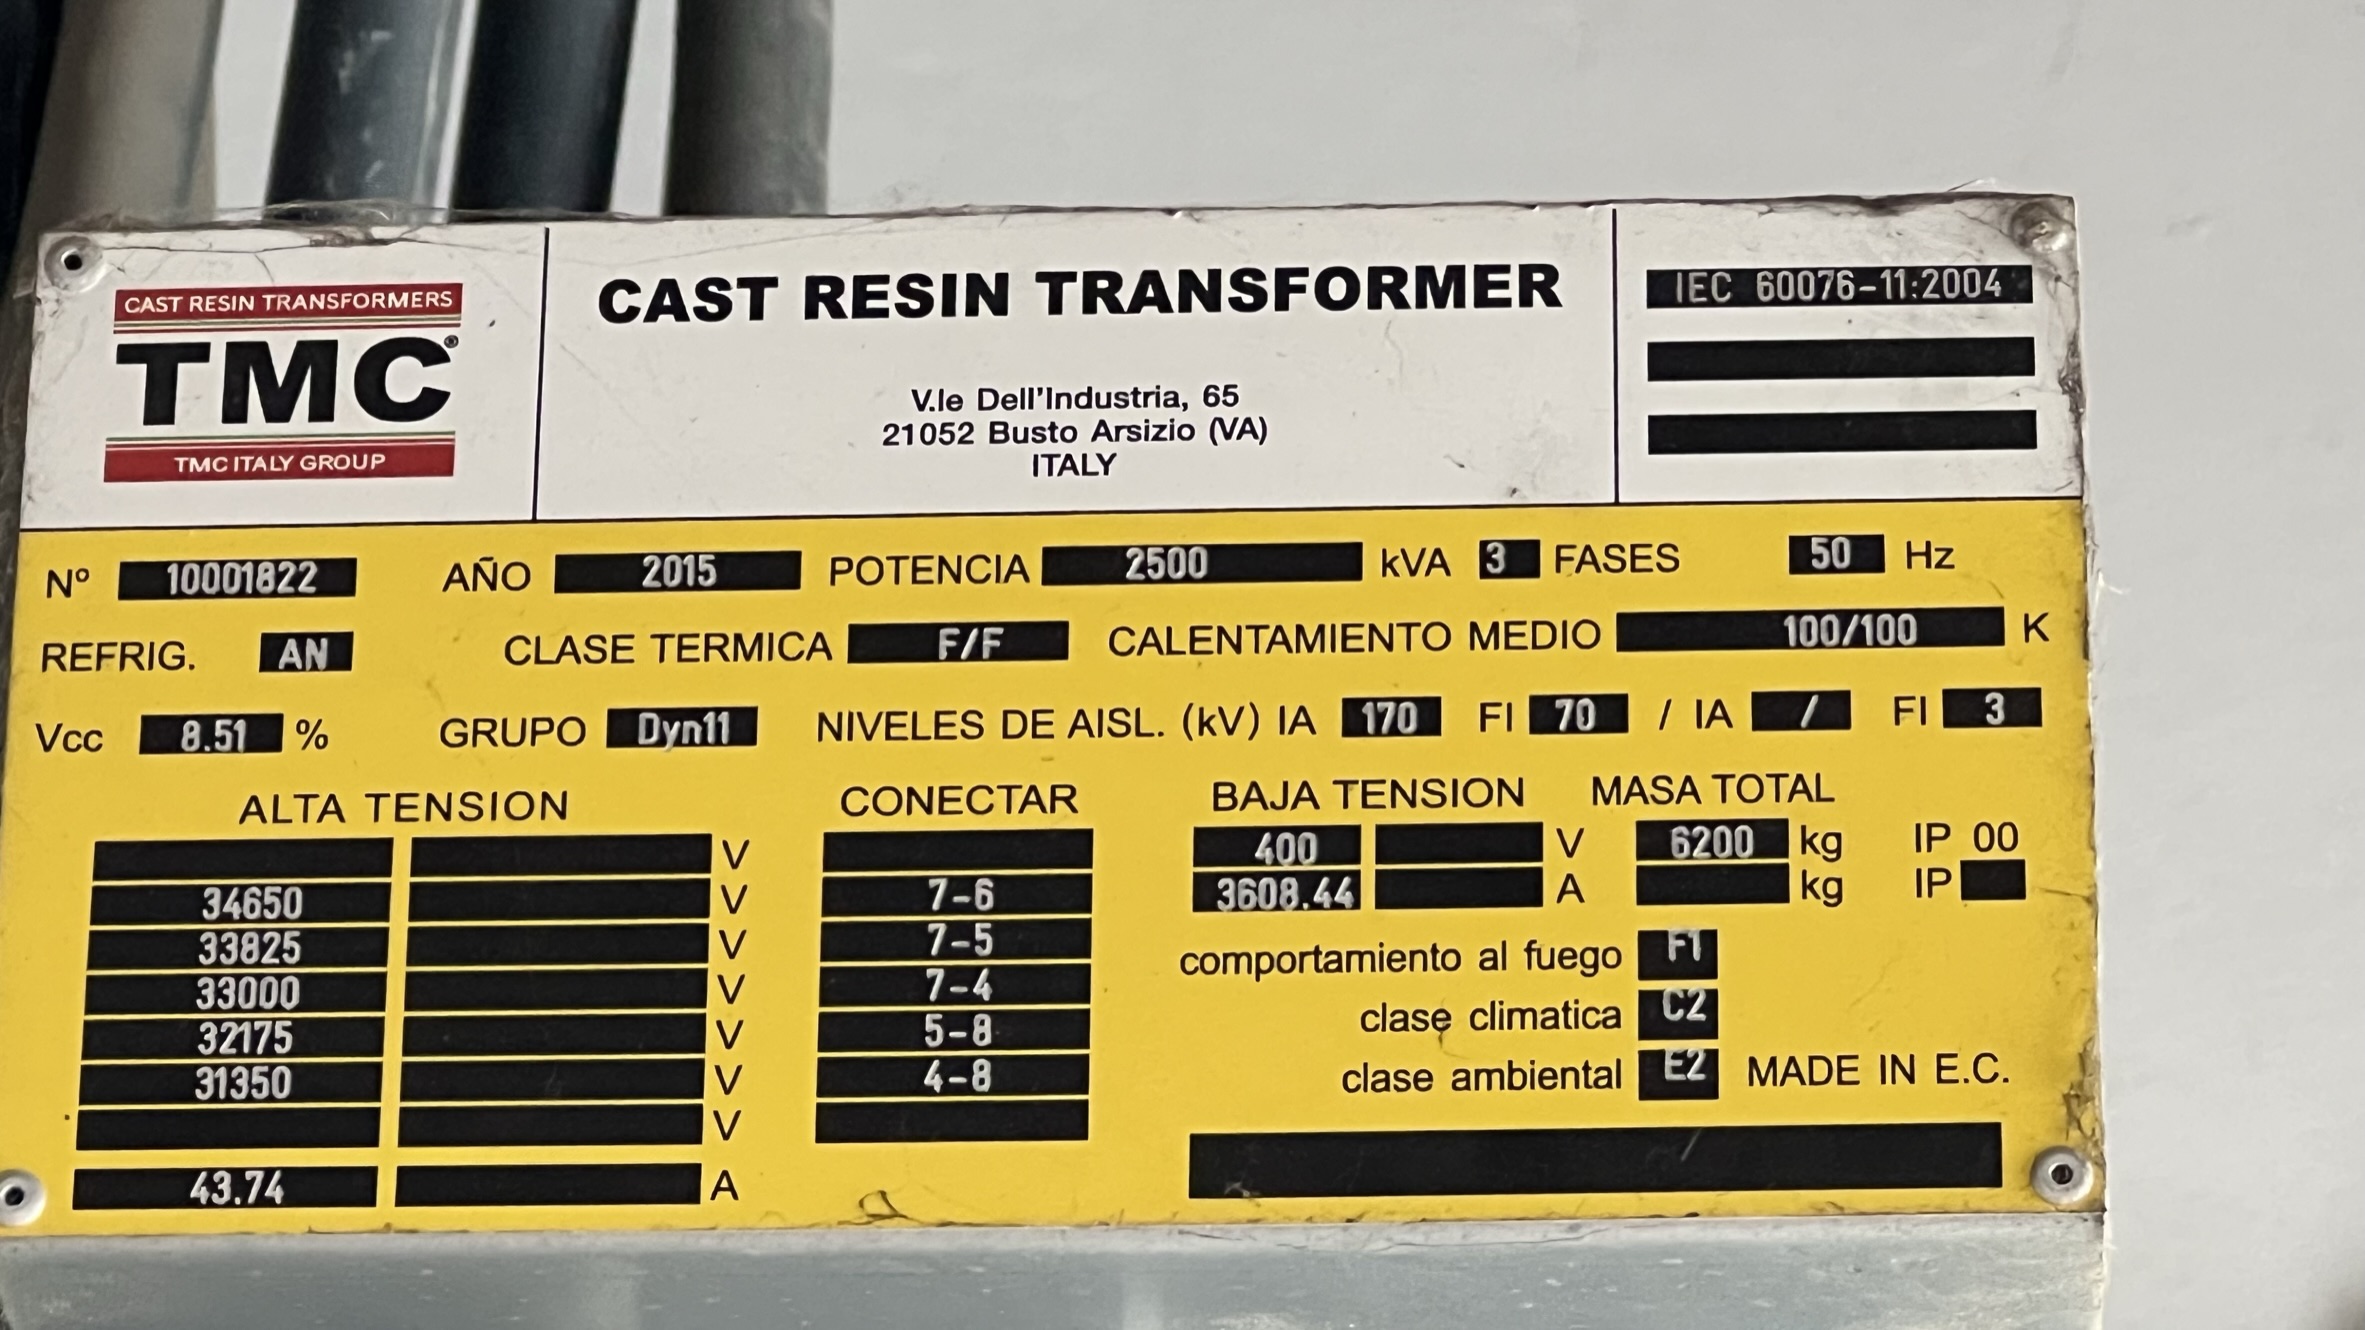 CAST RESIN TRANSFORMERS
TMC®
TMC ITALY GROUP
CAST RESIN TRANSFORMER
V.le Dell'Industria, 65
21052 Busto Arsizio (VA)
ITALY
IEC 60076-11:2004
Nº 10001822 AÑO 2015 POTENCIA 2500 kVA 3 FASES 50 Hz
REFRIG. AN CLASE TERMICA F/F CALENTAMIENTO MEDIO 100/100 K
Vcc 8.51 % GRUPO Dyn11 NIVELES DE AISL. (kV) IA 170 FI 70 / IA / FI 3
ALTA TENSION
V
34650 V
33825 V
33000 V
32175 V
31350 V
V
43.74 A
CONECTAR
7-6
7-5
7-4
5-8
4-8
BAJA TENSION MASA TOTAL
400 V 6200 kg IP 00
3608.44 A kg IP
comportamiento al fuego F1
clase climatica C2
clase ambiental E2 MADE IN E.C.